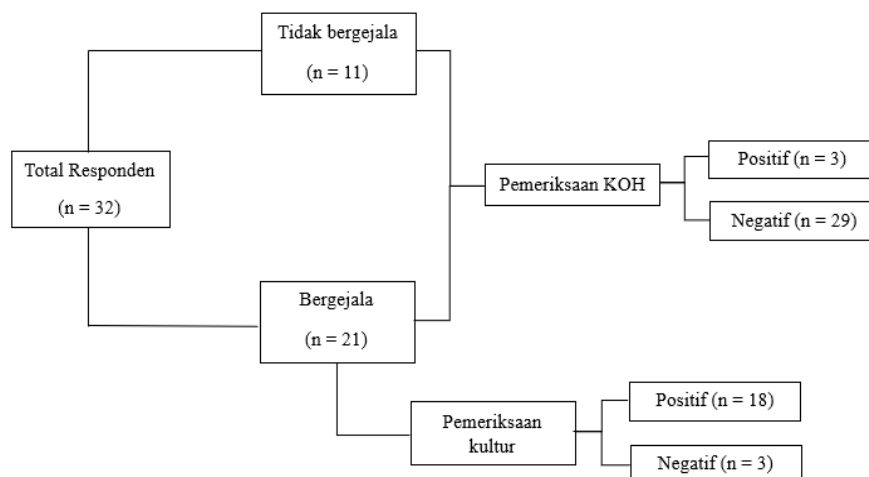 Tidak bergejala
(n = 11)
Total Responden
(n = 32)
Pemeriksaan KOH
Positif (n = 3)
Negatif (n = 29)
Bergejala
(n = 21)
Pemeriksaan
kultur
Positif (n = 18)
Negatif (n = 3)